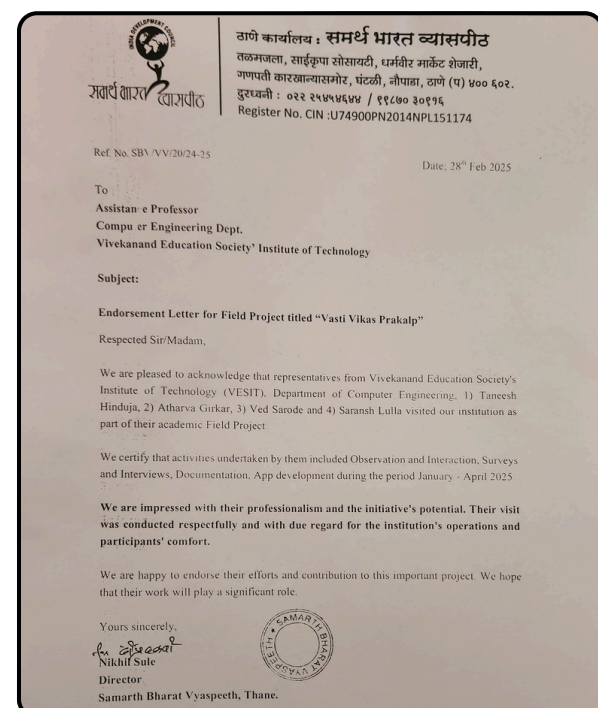 INDIA DEVELOPMENT COUNCIL
समर्थ भारत व्यासपीठ
ठाणे कार्यालय : समर्थ भारत व्यासपीठ
तळमजला, साईकृपा सोसायटी, धर्मवीर मार्केट शेजारी,
गणपती कारखान्यासमोर, घंटळी, नौपाडा, ठाणे (प) ४०० ६०२.
दुरध्वनी : ०२२ २५४५४६४४ / ९९८७० ३०९१६
Register No. CIN :U74900PN2014NPL151174
Ref. No. SBV/VV/20/24-25
Date, 28th Feb 2025
To
Assistan e Professor
Compu er Engineering Dept.
Vivekanand Education Society' Institute of Technology
Subject:
Endorsement Letter for Field Project titled “Vasti Vikas Prakalp”
Respected Sir/Madam,
We are pleased to acknowledge that representatives from Vivekanand Education Society's
Institute of Technology (VESIT), Department of Computer Engineering, 1) Taneesh
Hinduja, 2) Atharva Girkar, 3) Ved Sarode and 4) Saransh Lulla visited our institution as
part of their academic Field Project
We certify that activities undertaken by them included Observation and Interaction, Surveys
and Interviews, Documentation, App development during the period January - April 2025
We are impressed with their professionalism and the initiative's potential. Their visit
was conducted respectfully and with due regard for the institution's operations and
participants' comfort.
We are happy to endorse their efforts and contribution to this important project. We hope
that their work will play a significant role.
Yours sincerely,
for
Nikhil Sule
Director
Samarth Bharat Vyaspeeth, Thane.
SAMARTH BHARAT VYASPEETH